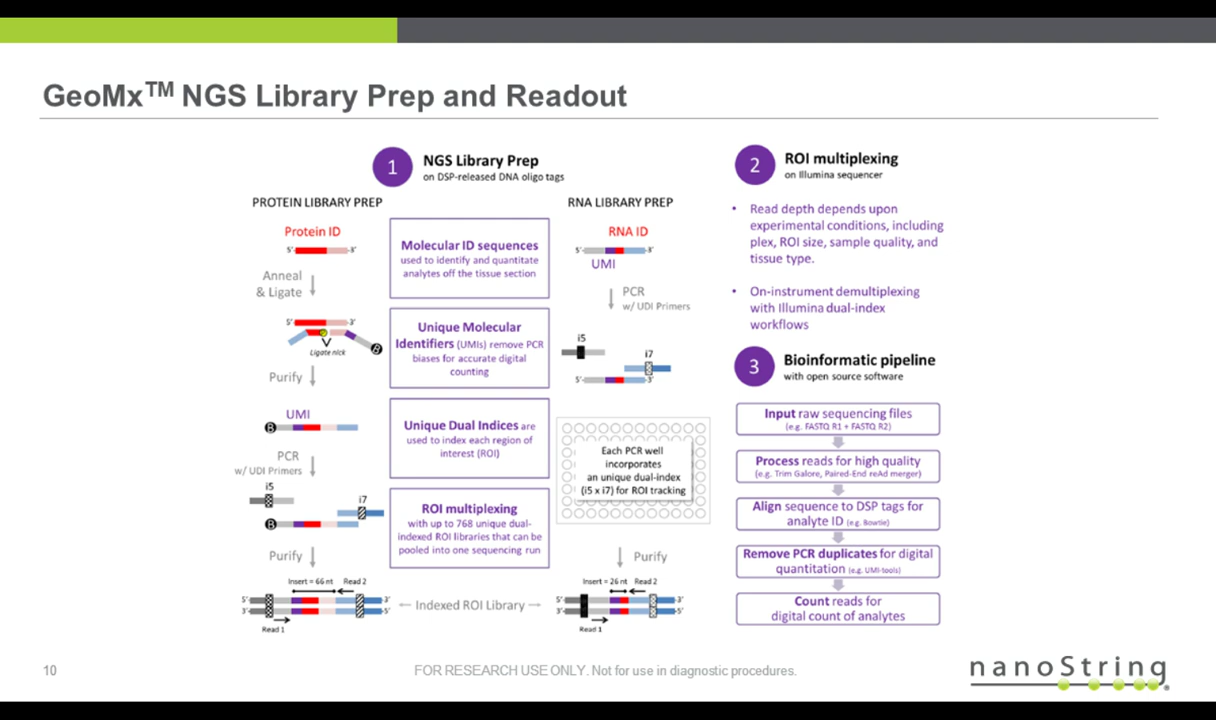 GeoMx™ NGS Library Prep and Readout
1
NGS Library Prep
on DSP-released DNA oligo tags
PROTEIN LIBRARY PREP
Protein ID
5'
3'
Anneal
& Ligate
5'
3'
Ligate nick
B
Purify
UMI
B
PCR
w/ UDI Primers
i5
i7
B
Purify
Insert = 66 nt
Read 2
5'
3'
3'
5'
Read 1
Molecular ID sequences
used to identify and quantitate
analytes off the tissue section
Unique Molecular
Identifiers (UMIs) remove PCR
biases for accurate digital
counting
Unique Dual Indices are
used to index each region of
interest (ROI)
ROI multiplexing
with up to 768 unique dual-
indexed ROI libraries that can be
pooled into one sequencing run
Indexed ROI Library
RNA LIBRARY PREP
RNA ID
5'
3'
UMI
PCR
w/ UDI Primers
i5
i7
5'
3'
Each PCR well
incorporates
an unique dual-index
(i5 x i7) for ROI tracking
Purify
Insert = 26 nt
Read 2
5'
3'
3'
5'
Read 1
2
ROI multiplexing
on Illumina sequencer
• Read depth depends upon
experimental conditions, including
plex, ROI size, sample quality, and
tissue type.
• On-instrument demultiplexing
with Illumina dual-index
workflows
3
Bioinformatic pipeline
with open source software
Input raw sequencing files
(e.g. FASTQ R1 + FASTQ R2)
Process reads for high quality
(e.g. Trim Galore, Paired-End reAd merger)
Align sequence to DSP tags for
analyte ID (e.g. Bowtie)
Remove PCR duplicates for digital
quantitation (e.g. UMI-tools)
Count reads for
digital count of analytes
10
FOR RESEARCH USE ONLY. Not for use in diagnostic procedures.
nanoString®